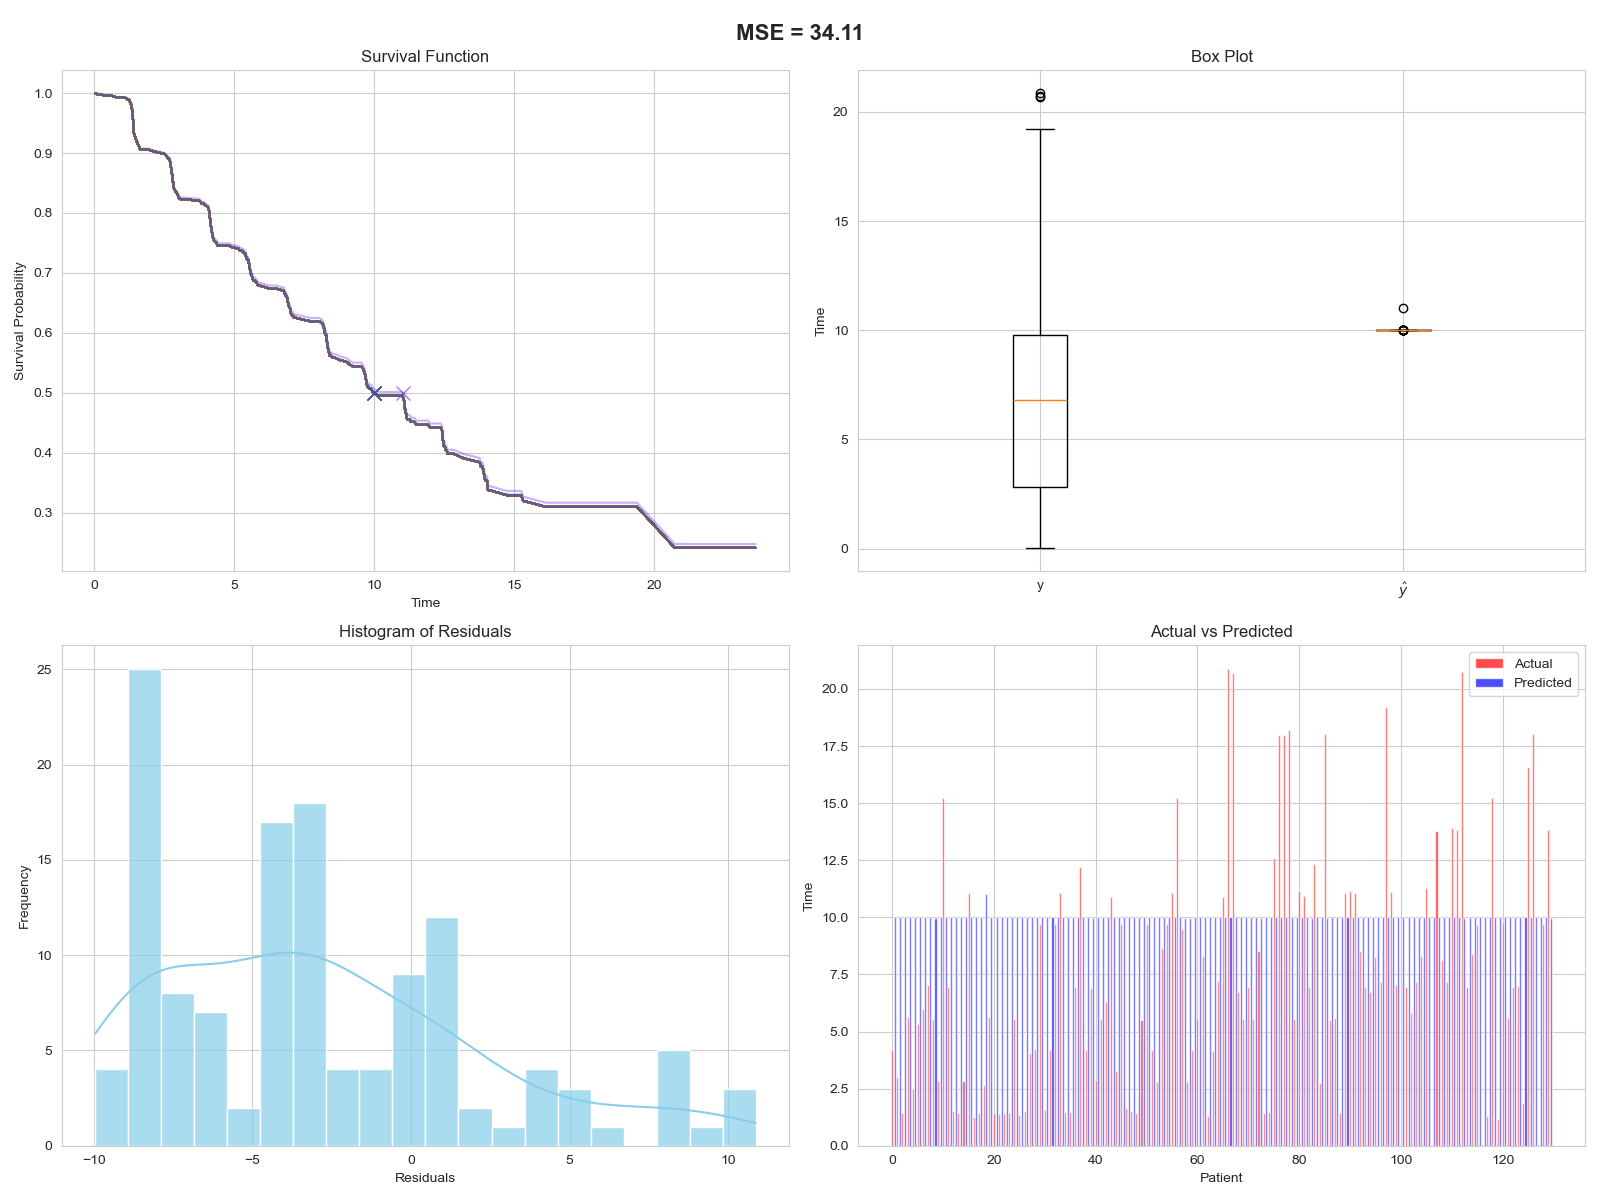 MSE = 34.11
Survival Function
1.0
0.9
0.8
0.7
0.6
0.5
0.4
0.3
Survival Probability
0
5
10
15
20
Time
Box Plot
20
15
10
5
0
Time
y
ŷ
Histogram of Residuals
25
20
15
10
5
0
Frequency
−10
−5
0
5
10
Residuals
Actual vs Predicted
Actual
Predicted
20.0
17.5
15.0
12.5
10.0
7.5
5.0
2.5
0.0
Time
0
20
40
60
80
100
120
Patient